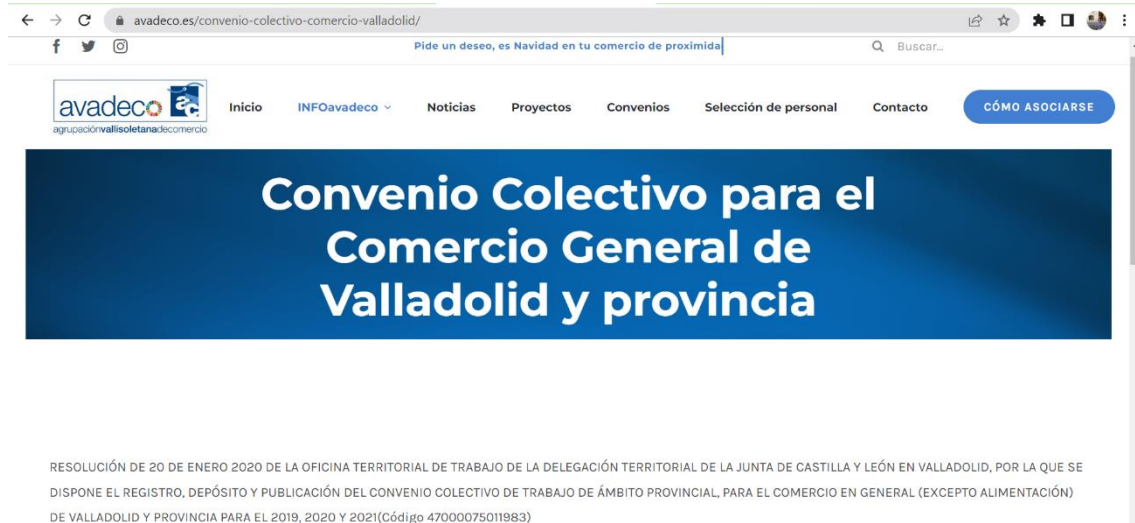 avadeco.es/convenio-colectivo-comercio-valladolid/
Pide un deseo, es Navidad en tu comercio de proximida
Buscar...
avadeco
agrupaciónvallisoletanadecomercio
Inicio
INFOavadeco
Noticias
Proyectos
Convenios
Selección de personal
Contacto
CÓMO ASOCIARSE
Convenio Colectivo para el
Comercio General de
Valladolid y provincia
RESOLUCIÓN DE 20 DE ENERO 2020 DE LA OFICINA TERRITORIAL DE TRABAJO DE LA DELEGACIÓN TERRITORIAL DE LA JUNTA DE CASTILLA Y LEÓN EN VALLADOLID, POR LA QUE SE
DISPONE EL REGISTRO, DEPÓSITO Y PUBLICACIÓN DEL CONVENIO COLECTIVO DE TRABAJO DE ÁMBITO PROVINCIAL, PARA EL COMERCIO EN GENERAL (EXCEPTO ALIMENTACIÓN)
DE VALLADOLID Y PROVINCIA PARA EL 2019, 2020 Y 2021(Código 47000075011983)